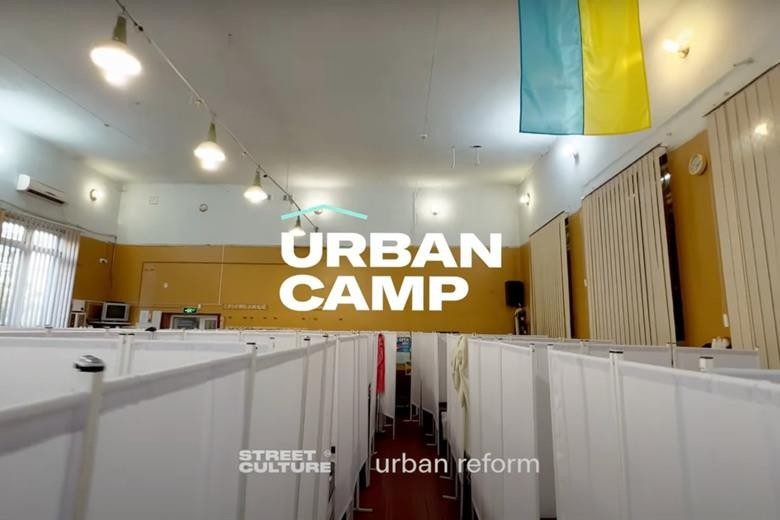 URBAN
CAMP
STREET
CULTURE
urban reform